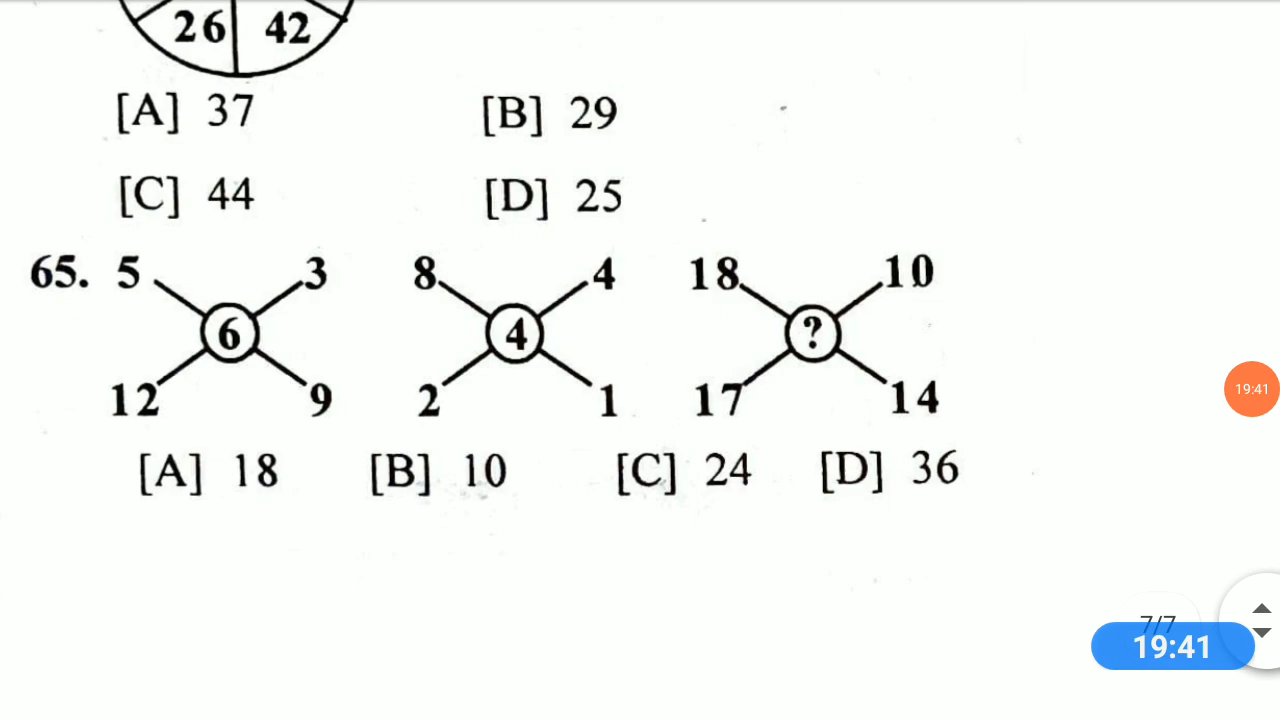 26 42
[A] 37 [B] 29
[C] 44 [D] 25
65. 5 3 8 4 18 10
6 4 ?
12 9 2 1 17 14
19:41
[A] 18 [B] 10 [C] 24 [D] 36
7/7
19:41